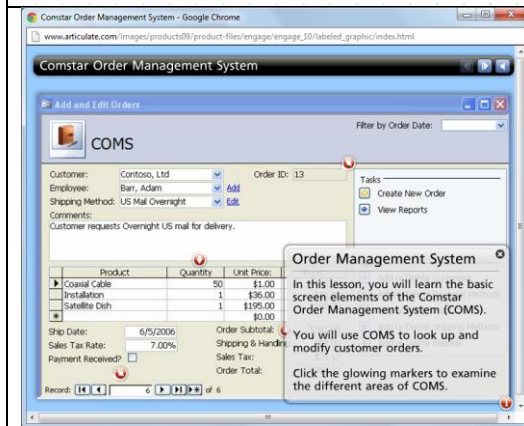 Comstar Order Management System - Google Chrome
www.articulate.com/images/products09/product-files/engage/engage_10/labeled_graphic/index.html
Comstar Order Management System
Add and Edit Orders
COMS
Filter by Order Date:
Customer: Contoso, Ltd Order ID: 13
Employee: Barr, Adam Add
Shipping Method: US Mail Overnight Edit
Comments:
Customer requests Overnight US mail for delivery.
Tasks
Create New Order
View Reports
Product Quantity Unit Price:
Coaxial Cable 50 $1.00
Installation 1 $36.00
Satellite Dish 1 $195.00
$0.00
Ship Date: 6/5/2006 Order Subtotal:
Sales Tax Rate: 7.00% Shipping & Handlin
Payment Received? Sales Tax:
Order Total:
Record: 6 of 6
Order Management System
In this lesson, you will learn the basic
screen elements of the Comstar
Order Management System (COMS).
You will use COMS to look up and
modify customer orders.
Click the glowing markers to examine
the different areas of COMS.